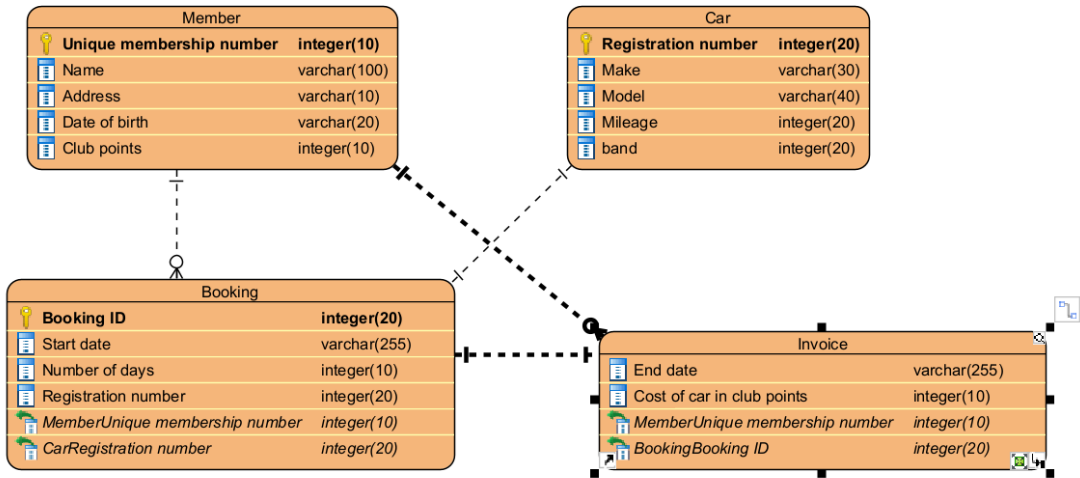 Member
Unique membership number integer(10)
Name varchar(100)
Address varchar(10)
Date of birth varchar(20)
Club points integer(10)
Car
Registration number integer(20)
Make varchar(30)
Model varchar(40)
Mileage integer(20)
band integer(20)
Booking
Booking ID integer(20)
Start date varchar(255)
Number of days integer(10)
Registration number integer(20)
MemberUnique membership number integer(10)
CarRegistration number integer(20)
Invoice
End date varchar(255)
Cost of car in club points integer(10)
MemberUnique membership number integer(10)
BookingBooking ID integer(20)